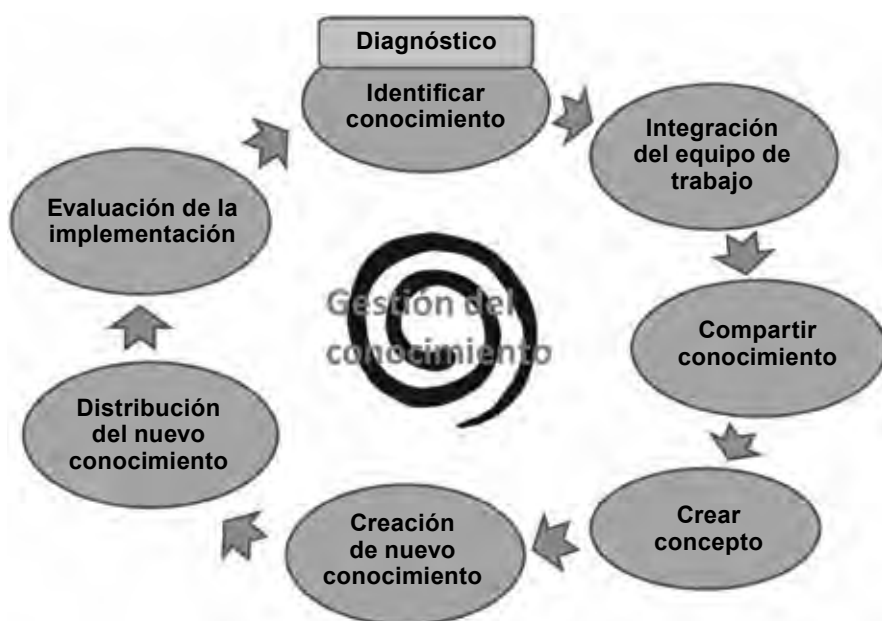 Diagnóstico
Identificar
conocimiento
Integración
del equipo de
trabajo
Compartir
conocimiento
Crear
concepto
Creación
de nuevo
conocimiento
Distribución
del nuevo
conocimiento
Evaluación de la
implementación
Gestión del
conocimiento